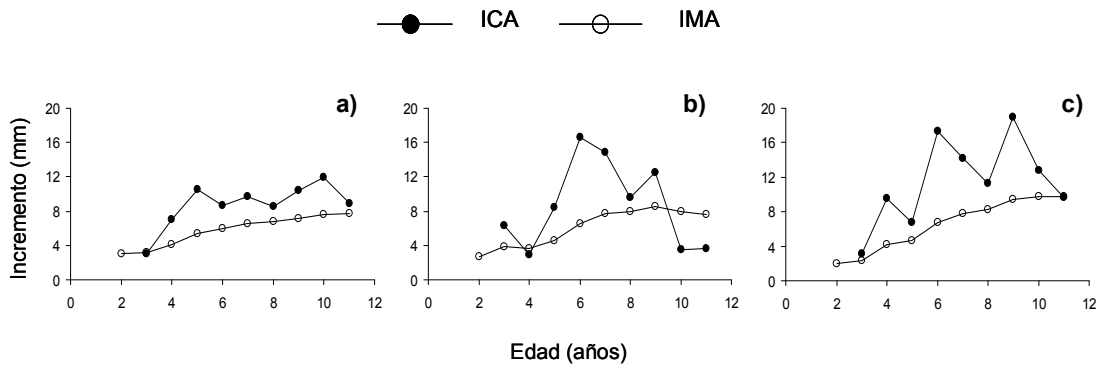 ICA IMA
a) b) c)
Incremento (mm)
20 20 20
16 16 16
12 12 12
8 8 8
4 4 4
0 0 0
0 2 4 6 8 10 12 0 2 4 6 8 10 12 0 2 4 6 8 10 12
Edad (años)